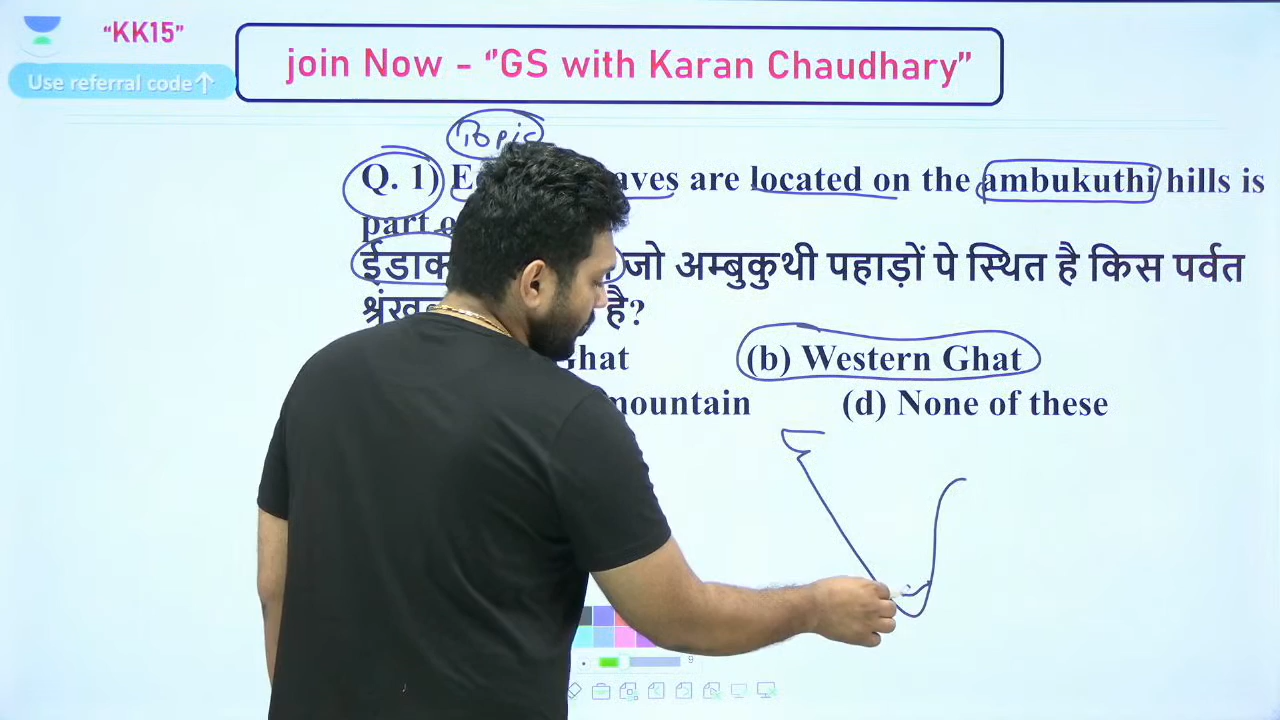 "KK15"
Use referral code↑
join Now - "GS with Karan Chaudhary"
Topic
Q. 1) aves are located on the ambukuthi hills is
part
ईडाक जो अम्बुकुथी पहाड़ों पे स्थित है किस पर्वत
है?
Ghat (b) Western Ghat
mountain (d) None of these
9